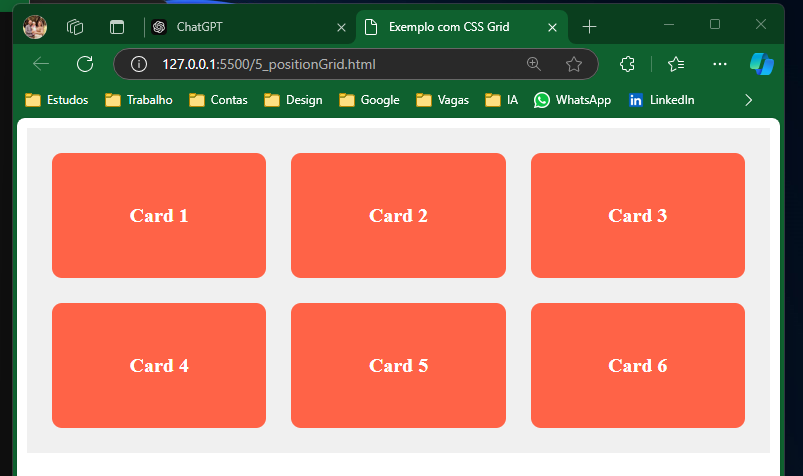 ChatGPT
Exemplo com CSS Grid
127.0.0.1:5500/5_positionGrid.html
Estudos Trabalho Contas Design Google Vagas IA WhatsApp in LinkedIn
Card 1 Card 2 Card 3
Card 4 Card 5 Card 6